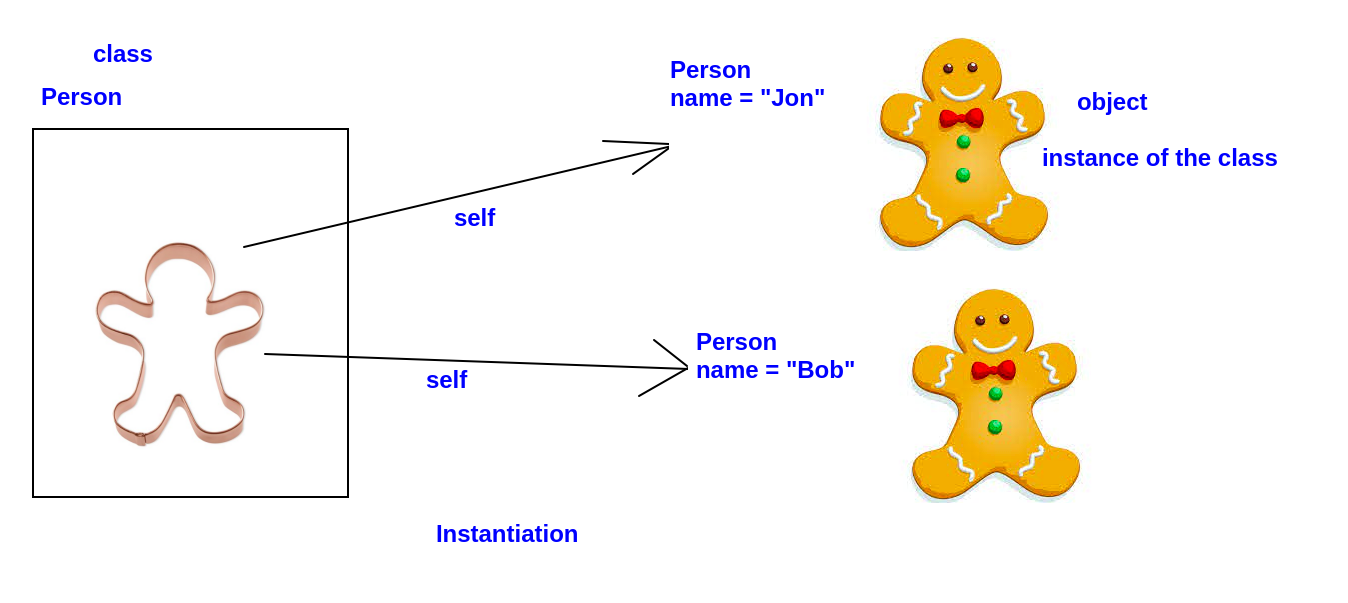 class
Person
Person
name = "Jon"
object
instance of the class
self
Person
name = "Bob"
self
Instantiation